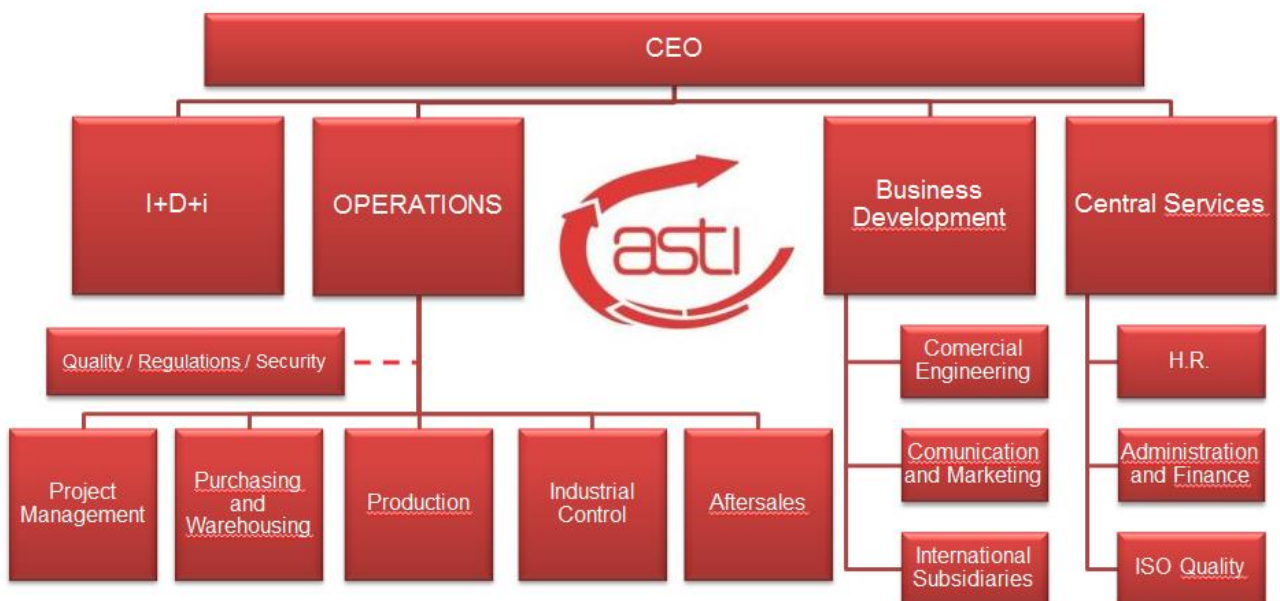 CEO
I+D+i
OPERATIONS
asti
Business
Development
Central Services
Quality / Regulations / Security
Comercial
Engineering
H.R.
Project
Management
Purchasing
and
Warehousing
Production
Industrial
Control
Aftersales
Comunication
and Marketing
Administration
and Finance
International
Subsidiaries
ISO Quality